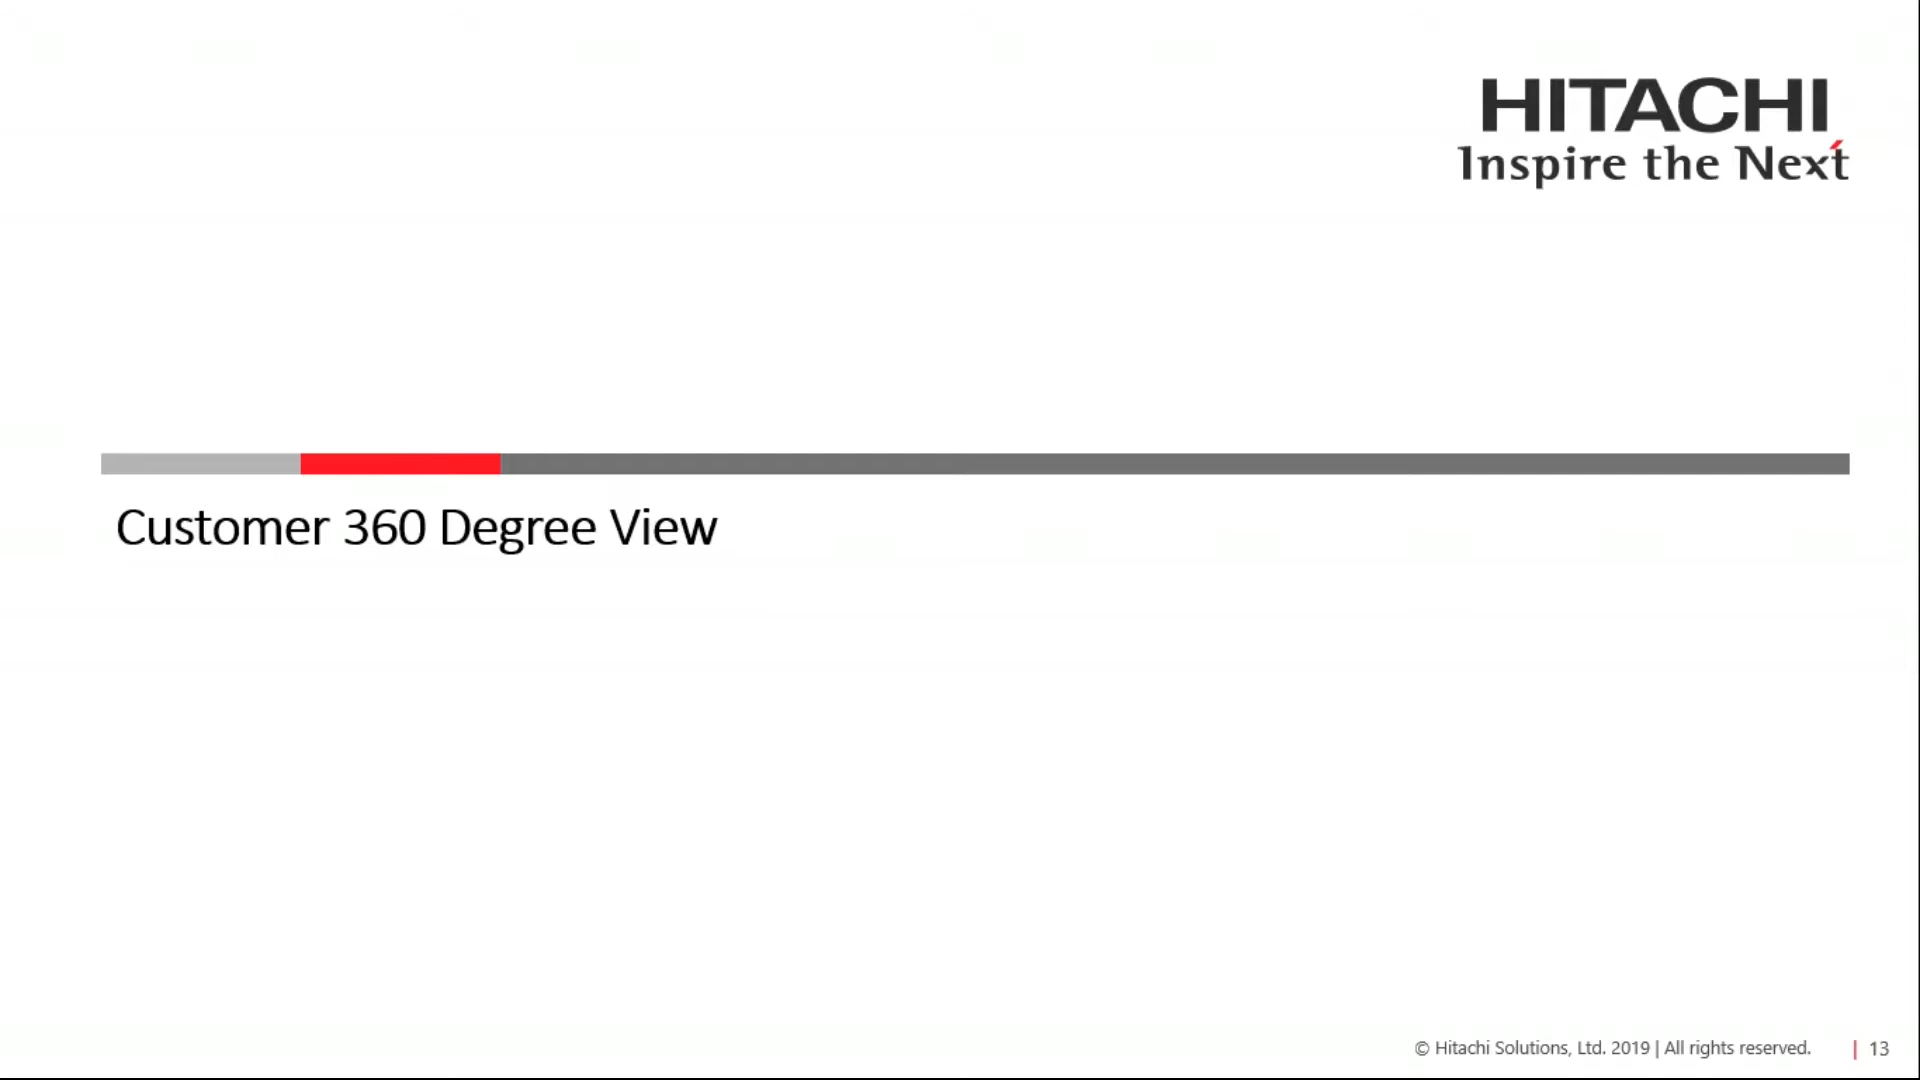 HITACHI
Inspire the Next
Customer 360 Degree View
© Hitachi Solutions, Ltd. 2019 | All rights reserved. | 13